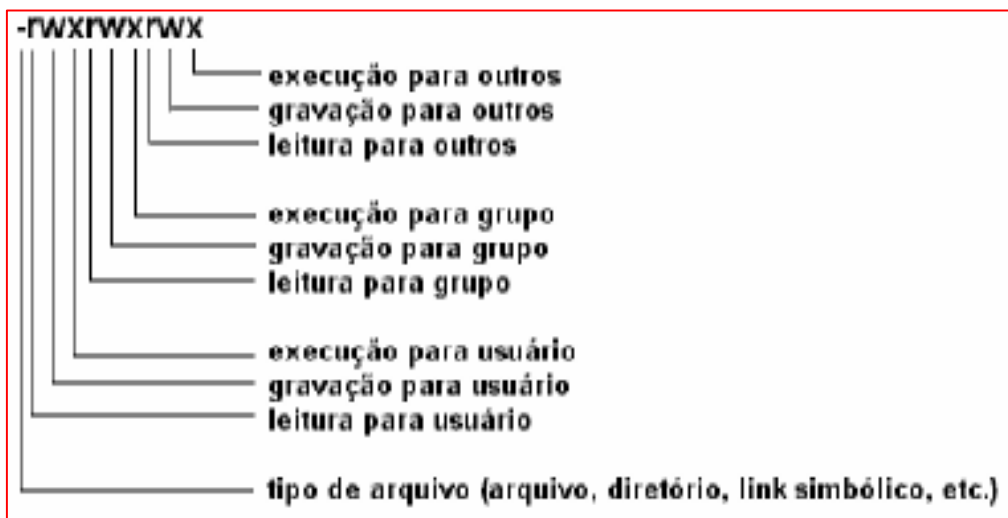 -rwxrwxrwx
execução para outros
gravação para outros
leitura para outros
execução para grupo
gravação para grupo
leitura para grupo
execução para usuário
gravação para usuário
leitura para usuário
tipo de arquivo (arquivo, diretório, link simbólico, etc.)